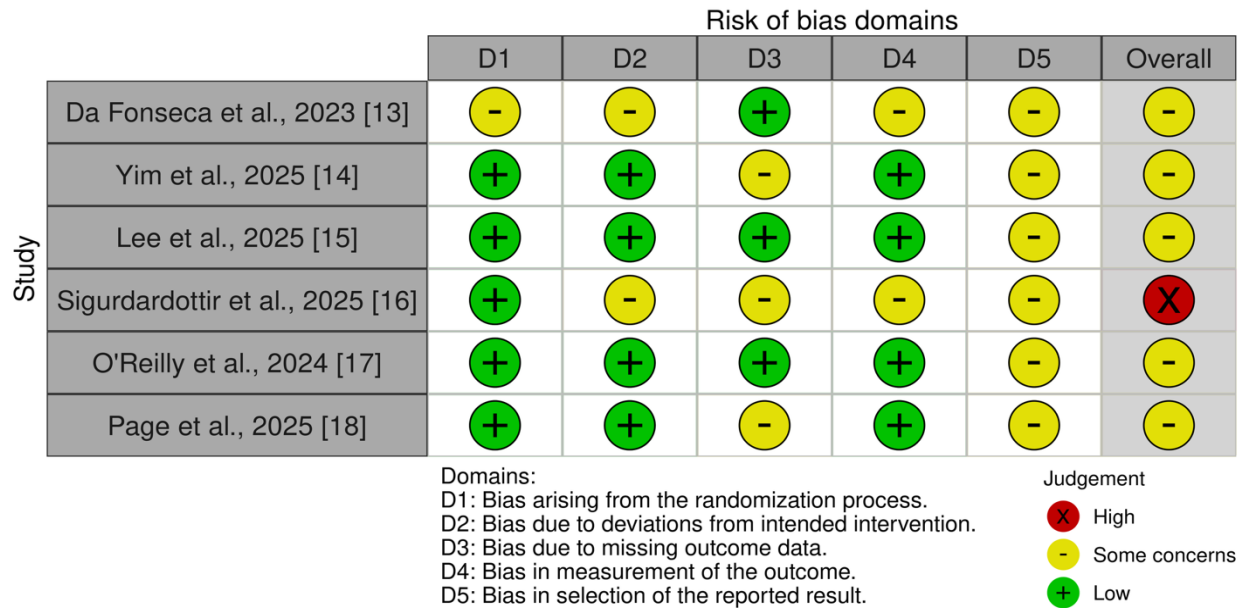 Risk of bias domains
D1 D2 D3 D4 D5 Overall
Study
Da Fonseca et al., 2023 [13] - - + - - -
Yim et al., 2025 [14] + + - + - -
Lee et al., 2025 [15] + + + + - -
Sigurdardottir et al., 2025 [16] + - - - - X
O'Reilly et al., 2024 [17] + + + + - -
Page et al., 2025 [18] + + - + - -
Domains:
D1: Bias arising from the randomization process.
D2: Bias due to deviations from intended intervention.
D3: Bias due to missing outcome data.
D4: Bias in measurement of the outcome.
D5: Bias in selection of the reported result.
Judgement
X High
- Some concerns
+ Low